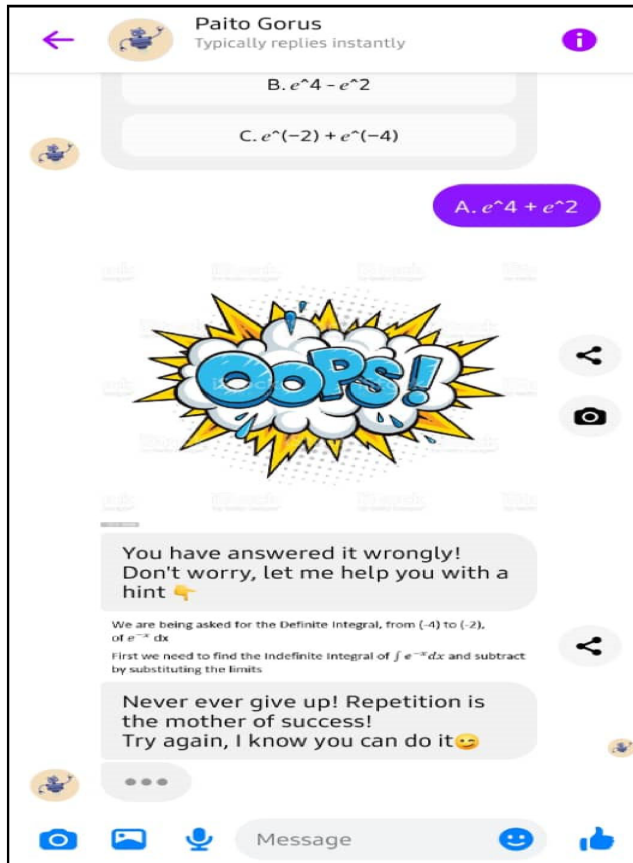 Paito Gorus
Typically replies instantly
B. e^4 - e^2
C. e^(−2) + e^(−4)
A. e^4 + e^2
OOPS!
You have answered it wrongly!
Don't worry, let me help you with a
hint 👇
We are being asked for the Definite Integral, from (-4) to (-2),
of e⁻ˣ dx
First we need to find the Indefinite Integral of ∫ e⁻ˣdx and subtract
by substituting the limits
Never ever give up! Repetition is
the mother of success!
Try again, I know you can do it😉
Message